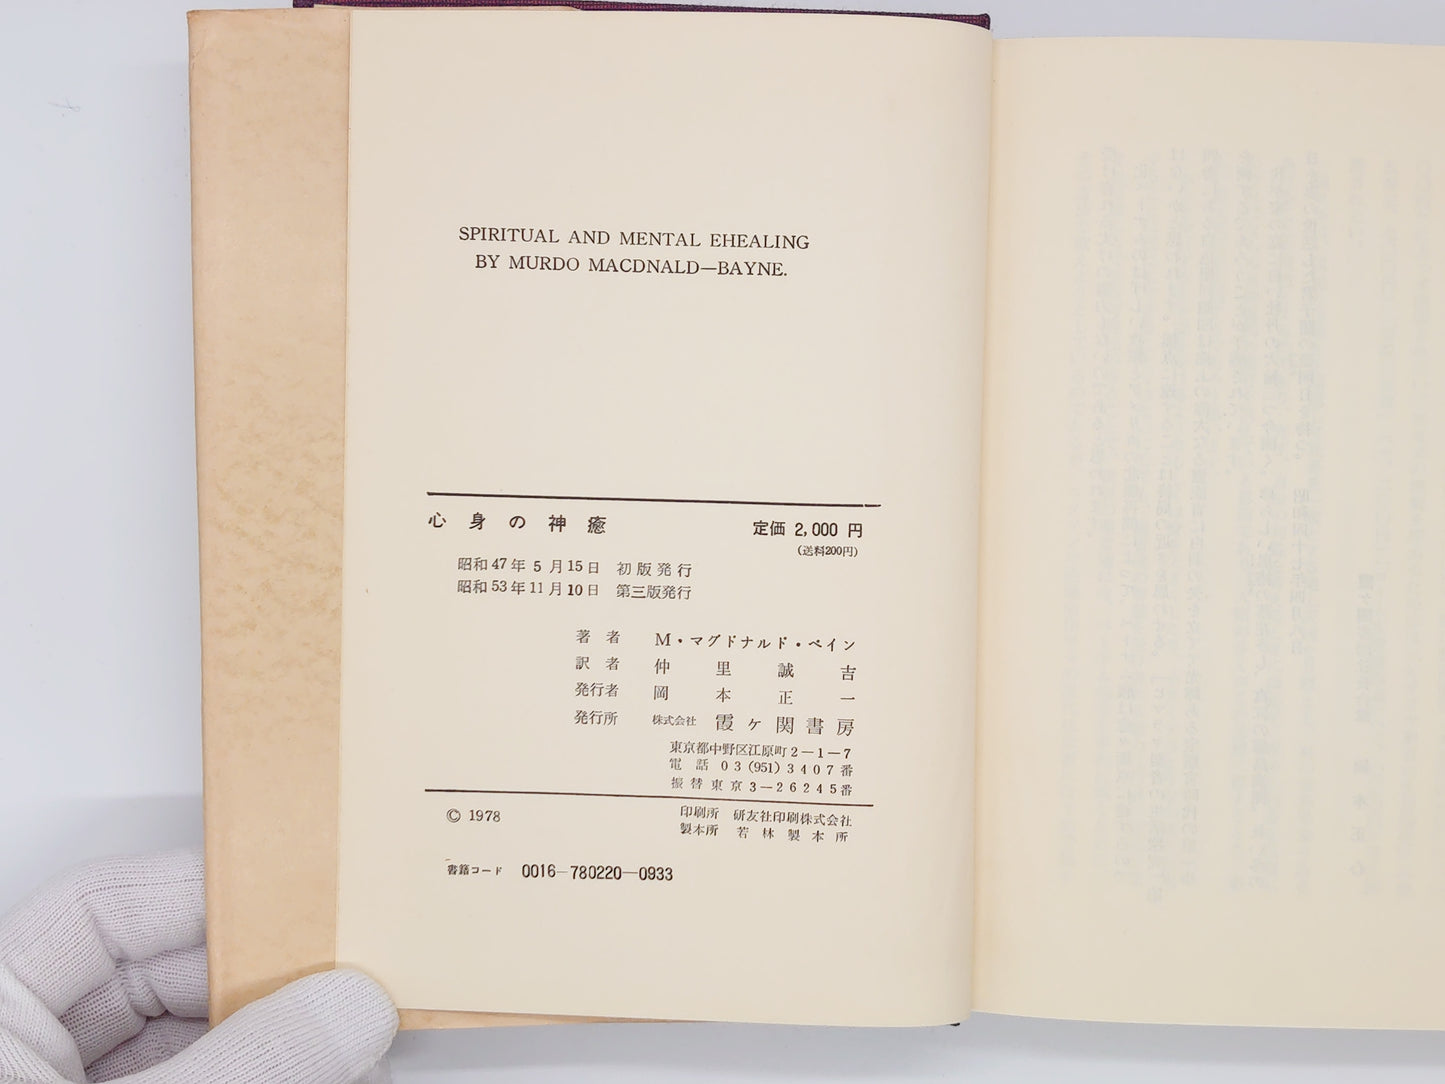 SPIRITUAL AND MENTAL EHEALING
BY MURDO MACDNALD—BAYNE.
心身の神癒 定価 2,000 円
(送料200円)
昭和47年5月15日 初版発行
昭和53年11月10日 第三版発行
著者 M・マグドナルド・ベイン
訳者 仲里誠吉
発行者 岡本正一
発行所 株式会社 霞ヶ関書房
東京都中野区江原町2−1−7
電話 03(951)3407番
振替東京3−26245番
© 1978 印刷所 研友社印刷株式会社
製本所 若林製本所
書籍コード 0016−780220−0933